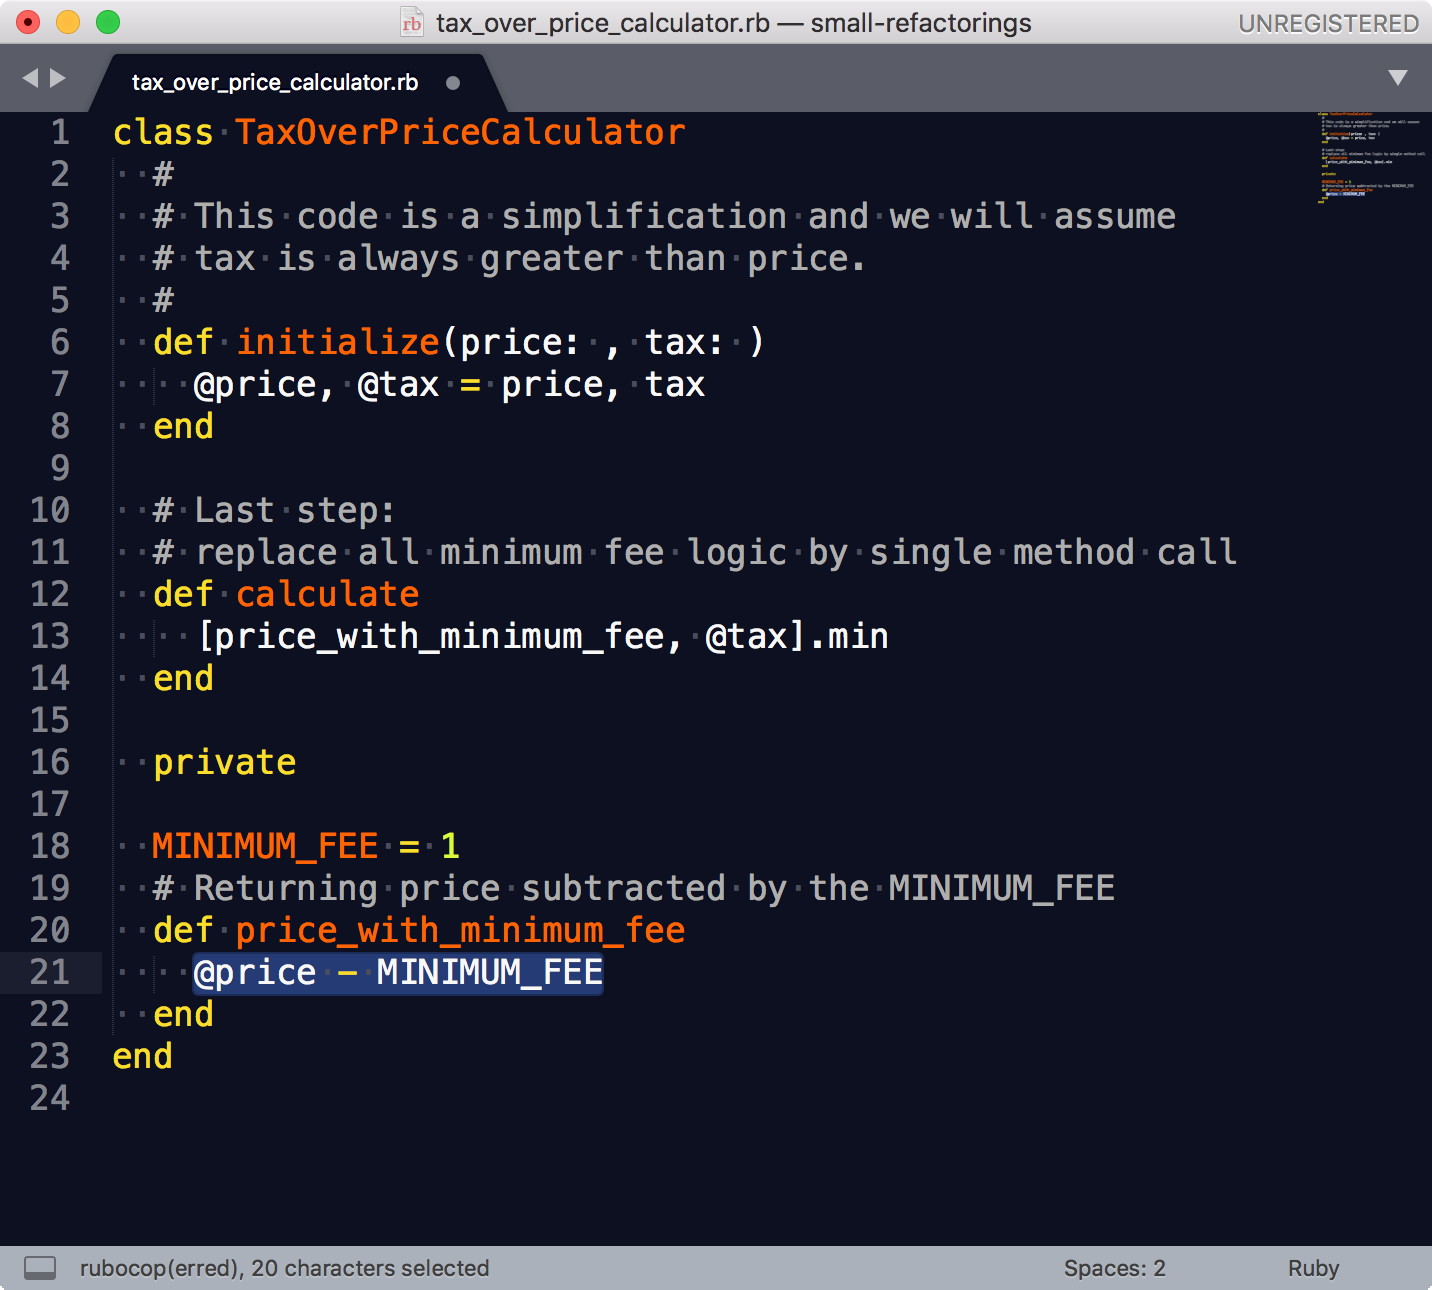 rb tax_over_price_calculator.rb — small-refactorings UNREGISTERED
tax_over_price_calculator.rb
1 class TaxOverPriceCalculator
2   #
3   # This code is a simplification and we will assume
4   # tax is always greater than price.
5   #
6   def initialize(price: , tax: )
7     @price, @tax = price, tax
8   end
9
10   # Last step:
11   # replace all minimum fee logic by single method call
12   def calculate
13     [price_with_minimum_fee, @tax].min
14   end
15
16   private
17
18   MINIMUM_FEE = 1
19   # Returning price subtracted by the MINIMUM_FEE
20   def price_with_minimum_fee
21     @price - MINIMUM_FEE
22   end
23 end
24
rubocop(erred), 20 characters selected Spaces: 2 Ruby